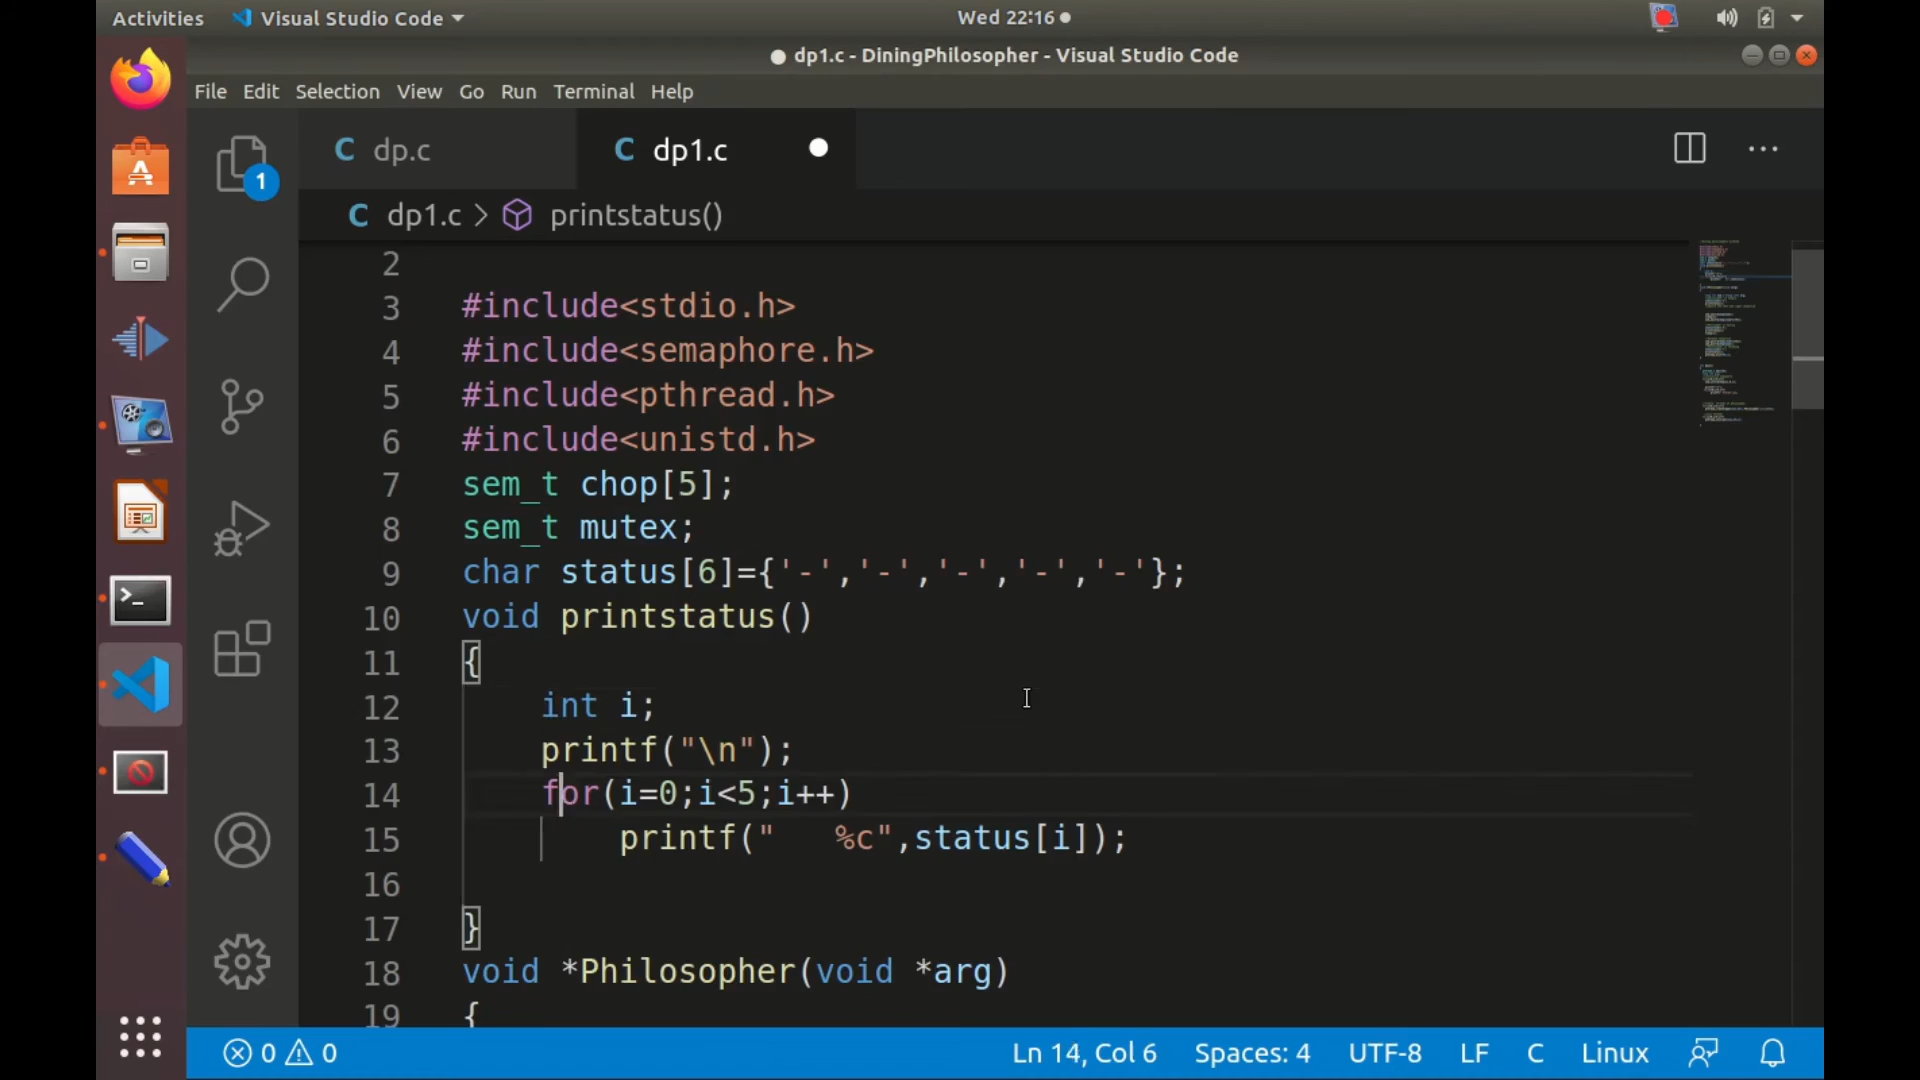 Activities Visual Studio Code Wed 22:16
dp1.c - DiningPhilosopher - Visual Studio Code
File Edit Selection View Go Run Terminal Help
C dp.c C dp1.c
1
C dp1.c > printstatus()
2
3 #include<stdio.h>
4 #include<semaphore.h>
5 #include<pthread.h>
6 #include<unistd.h>
7 sem_t chop[5];
8 sem_t mutex;
9 char status[6]={'-','-','-','-','-'};
10 void printstatus()
11 {
12 int i;
13 printf("\n");
14 for(i=0;i<5;i++)
15 printf("   %c",status[i]);
16
17 }
18 void *Philosopher(void *arg)
19 {
0 0 Ln 14, Col 6 Spaces: 4 UTF-8 LF C Linux